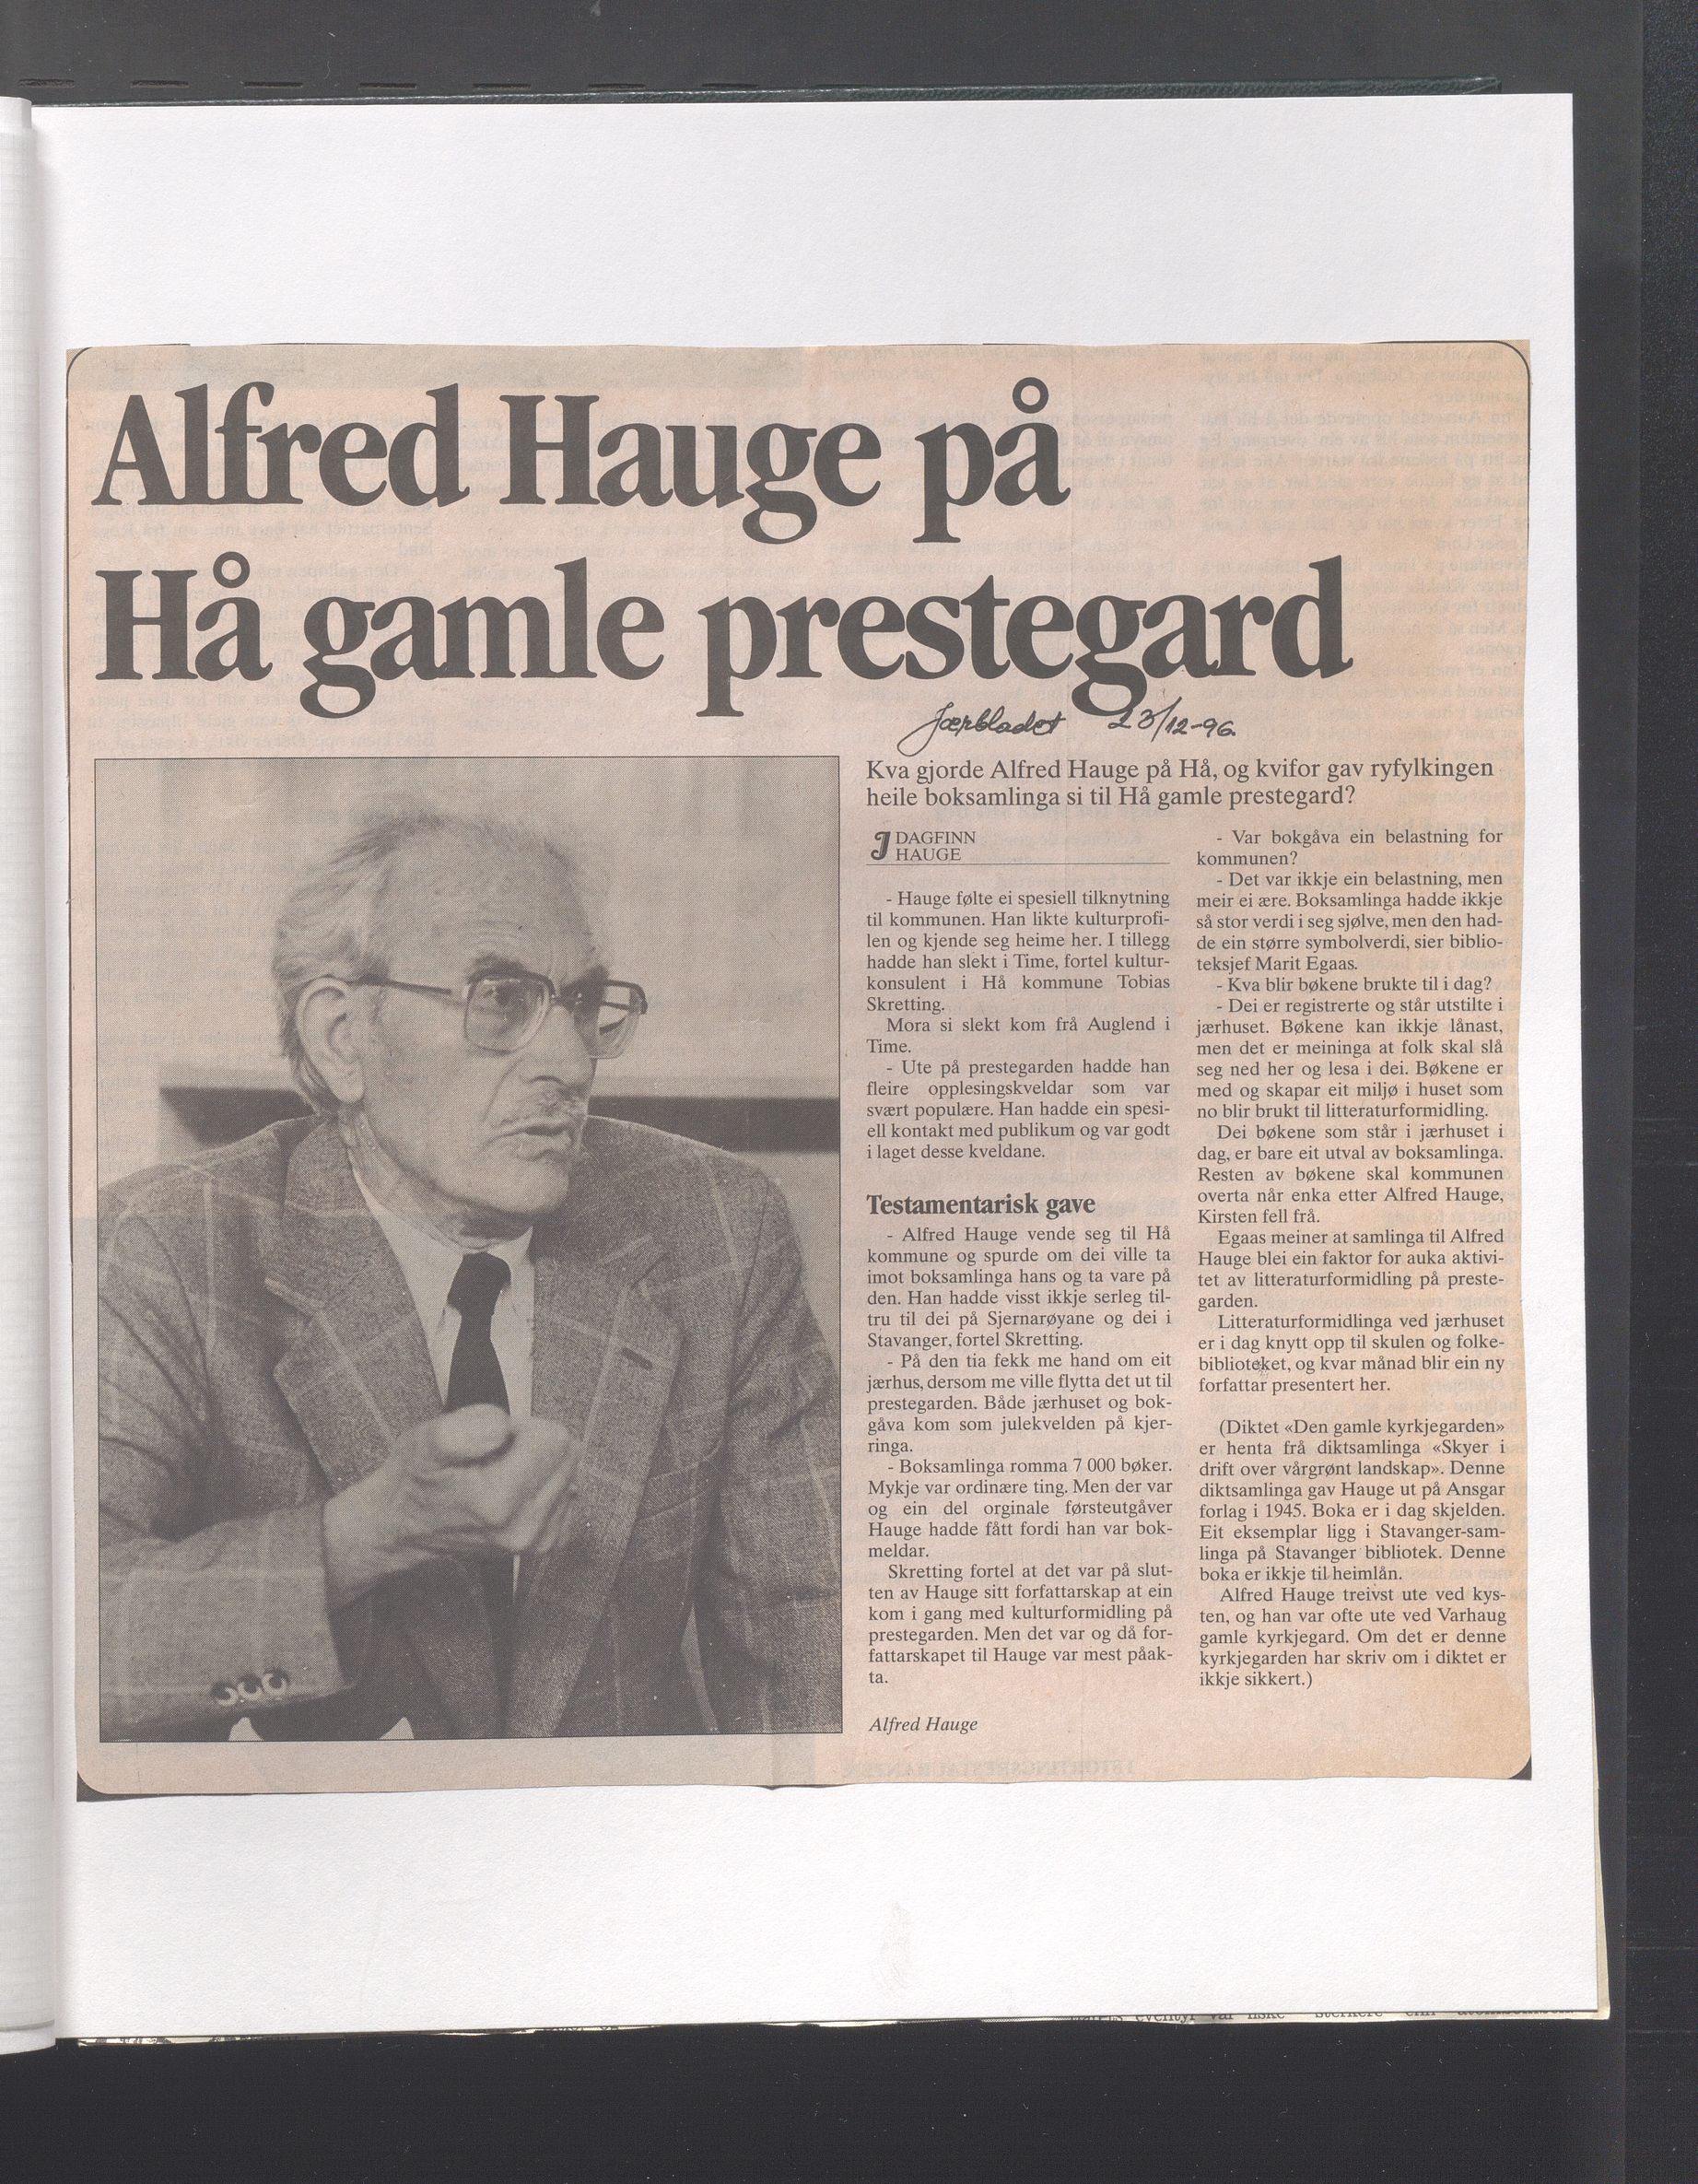 Alfred Hauge på
Hå gamle prestegard
Jærbladet 23/12-96
Kva gjorde Alfred Hauge på Hå, og kvifor gav ryfylkingen
heile boksamlinga si til Hå gamle prestegard?
J DAGFINN
HAUGE
- Hauge følte ei spesiell tilknytning
til kommunen. Han likte kulturprofi-
len og kjende seg heime her. I tillegg
hadde han slekt i Time, fortel kultur-
konsulent i Hå kommune Tobias
Skretting.
Mora si slekt kom frå Auglend i
Time.
- Ute på prestegarden hadde han
fleire opplesingskveldar som var
svært populære. Han hadde ein spesi-
ell kontakt med publikum og var godt
i laget desse kveldane.
Testamentarisk gave
- Alfred Hauge vende seg til Hå
kommune og spurde om dei ville ta
imot boksamlinga hans og ta vare på
den. Han hadde visst ikkje serleg til-
tru til dei på Sjernarøyane og dei i
Stavanger, fortel Skretting.
- På den tia fekk me hand om eit
jærhus, dersom me ville flytta det ut til
prestegarden. Både jærhuset og bok-
gåva kom som julekvelden på kjer-
ringa.
- Boksamlinga romma 7 000 bøker.
Mykje var ordinære ting. Men der var
og ein del orginale førsteutgåver
Hauge hadde fått fordi han var bok-
meldar.
Skretting fortel at det var på slut-
ten av Hauge sitt forfattarskap at ein
kom i gang med kulturformidling på
prestegarden. Men det var og då for-
fattarskapet til Hauge var mest påak-
ta.
Alfred Hauge
- Var bokgåva ein belastning for
kommunen?
- Det var ikkje ein belastning, men
meir ei ære. Boksamlinga hadde ikkje
så stor verdi i seg sjølve, men den had-
de ein større symbolverdi, sier biblio-
teksjef Marit Egaas.
- Kva blir bøkene brukte til i dag?
- Dei er registrerte og står utstilte i
jærhuset. Bøkene kan ikkje lånast,
men det er meininga at folk skal slå
seg ned her og lesa i dei. Bøkene er
med og skapar eit miljø i huset som
no blir brukt til litteraturformidling.
Dei bøkene som står i jærhuset i
dag, er bare eit utval av boksamlinga.
Resten av bøkene skal kommunen
overta når enka etter Alfred Hauge,
Kirsten fell frå.
Egaas meiner at samlinga til Alfred
Hauge blei ein faktor for auka aktivi-
tet av litteraturformidling på preste-
garden.
Litteraturformidlinga ved jærhuset
er i dag knytt opp til skulen og folke-
biblioteket, og kvar månad blir ein ny
forfattar presentert her.
(Diktet «Den gamle kyrkjegarden»
er henta frå diktsamlinga «Skyer i
drift over vårgrønt landskap». Denne
diktsamlinga gav Hauge ut på Ansgar
forlag i 1945. Boka er i dag skjelden.
Eit eksemplar ligg i Stavanger-sam-
linga på Stavanger bibliotek. Denne
boka er ikkje til heimlån.
Alfred Hauge treivst ute ved kys-
ten, og han var ofte ute ved Varhaug
gamle kyrkjegard. Om det er denne
kyrkjegarden har skriv om i diktet er
ikkje sikkert.)